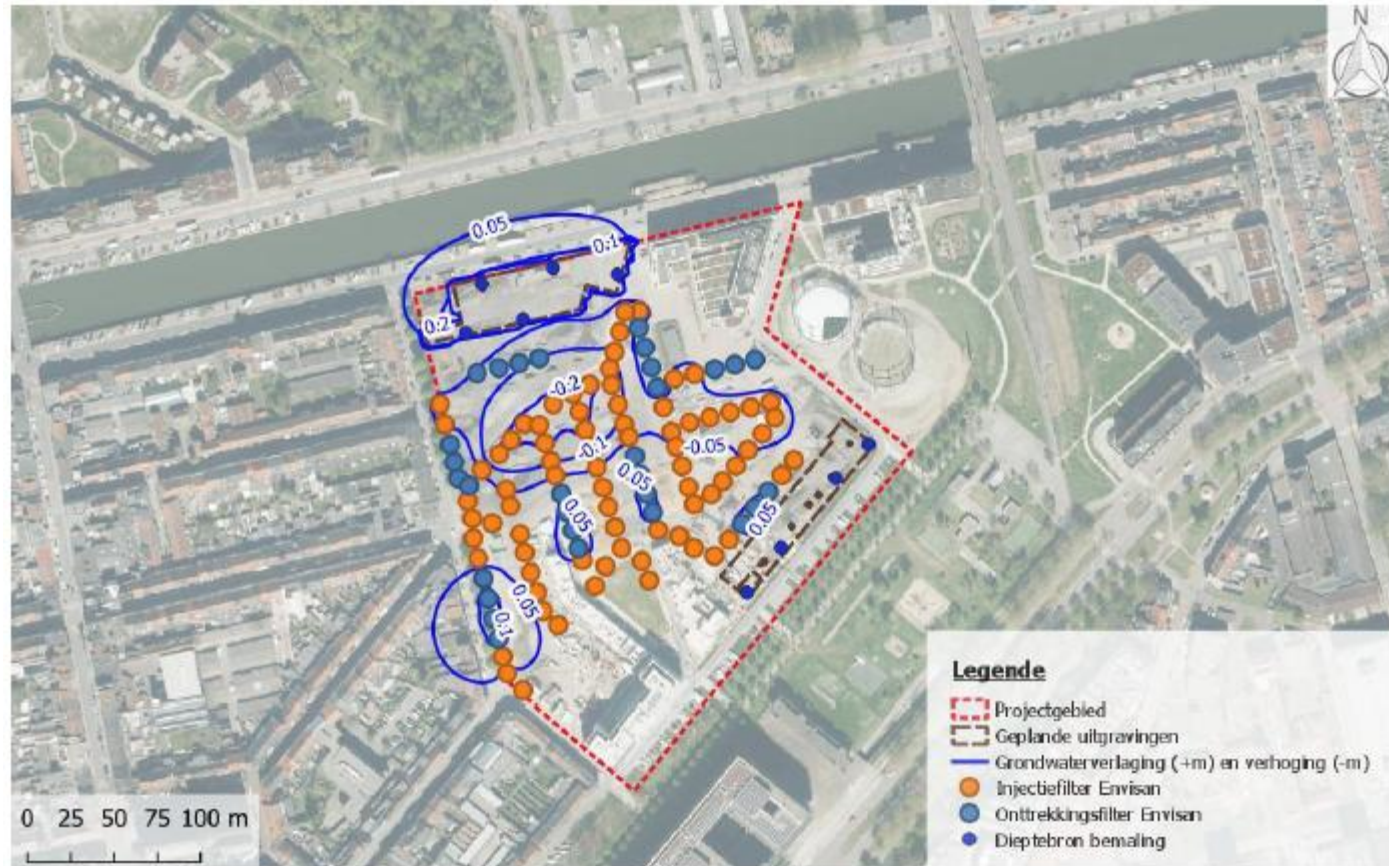 N
0.05
0.1
0.2
-0.2
-0.1
-0.05
0.05
0.05
0.05
0.05
0.1
Legende
Projectgebied
Geplande uitgravingen
Grondwaterverlaging (+m) en verhoging (-m)
Injectiefilter Envisan
Onttrekkingsfilter Envisan
Dieptebron bemaling
0 25 50 75 100 m